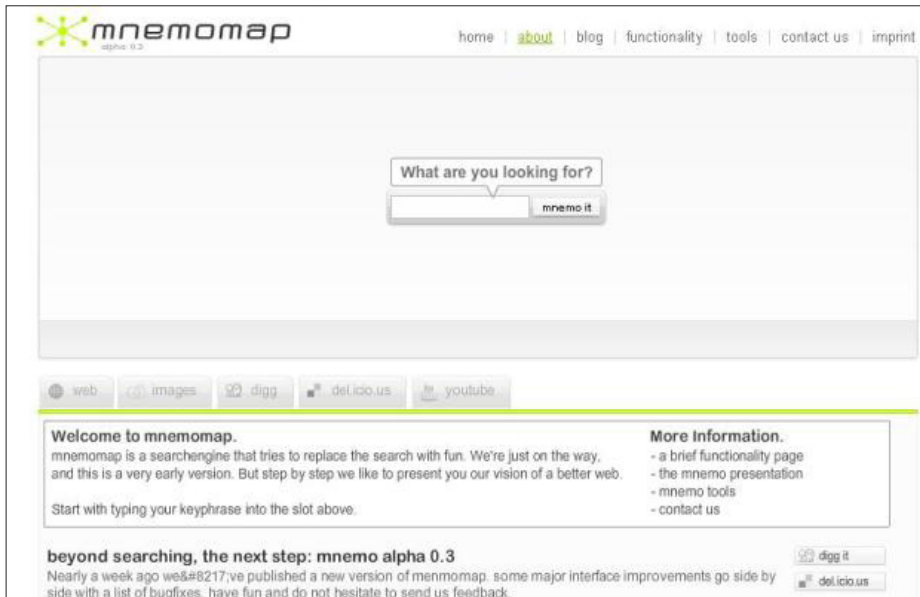 mnemomap
alpha 0.3
home | about | blog | functionality | tools | contact us | imprint
What are you looking for?
mnemo it
web
images
digg
del.icio.us
youtube
Welcome to mnemomap.
mnemomap is a searchengine that tries to replace the search with fun. We're just on the way,
and this is a very early version. But step by step we like to present you our vision of a better web.
Start with typing your keyphrase into the slot above.
More Information.
- a brief functionality page
- the mnemo presentation
- mnemo tools
- contact us
beyond searching, the next step: mnemo alpha 0.3
Nearly a week ago we&#8217;ve published a new version of menmomap. some major interface improvements go side by
side with a list of bugfixes. have fun and do not hesitate to send us feedback.
digg it
del.icio.us